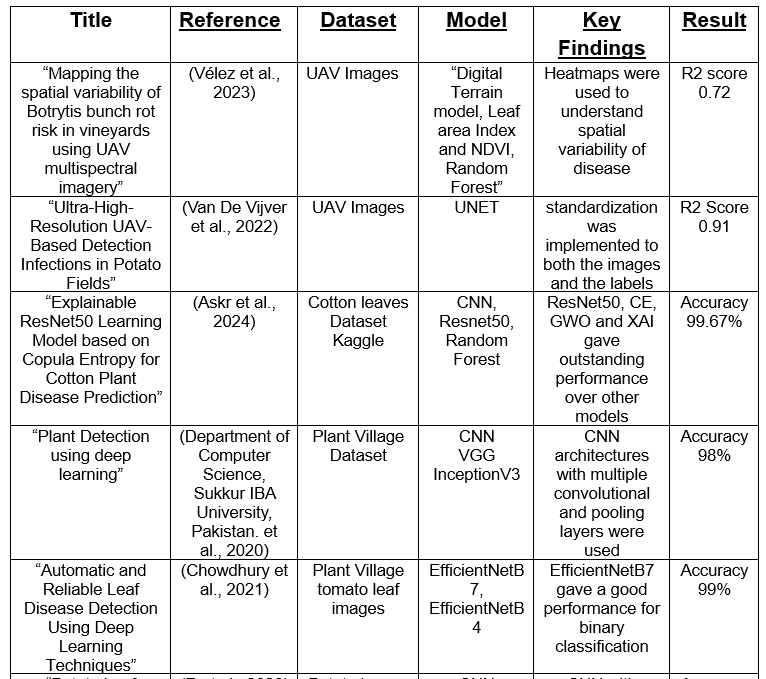 Title
Reference
Dataset
Model
Key
Findings
Result
“Mapping the
spatial variability of
Botrytis bunch rot
risk in vineyards
using UAV
multispectral
imagery”
(Vélez et al.,
2023)
UAV Images
“Digital
Terrain
model, Leaf
area Index
and NDVI,
Random
Forest”
Heatmaps were
used to
understand
spatial
variability of
disease
R2 score
0.72
“Ultra-High-
Resolution UAV-
Based Detection
Infections in Potato
Fields”
(Van De Vijver
et al., 2022)
UAV Images
UNET
standardization
was
implemented to
both the images
and the labels
R2 Score
0.91
“Explainable
ResNet50 Learning
Model based on
Copula Entropy for
Cotton Plant
Disease Prediction”
(Askr et al.,
2024)
Cotton leaves
Dataset
Kaggle
CNN,
Resnet50,
Random
Forest
ResNet50, CE,
GWO and XAI
gave
outstanding
performance
over other
models
Accuracy
99.67%
“Plant Detection
using deep
learning”
(Department of
Computer
Science,
Sukkur IBA
University,
Pakistan. et
al., 2020)
Plant Village
Dataset
CNN
VGG
InceptionV3
CNN
architectures
with multiple
convolutional
and pooling
layers were
used
Accuracy
98%
“Automatic and
Reliable Leaf
Disease Detection
Using Deep
Learning
Techniques”
(Chowdhury et
al., 2021)
Plant Village
tomato leaf
images
EfficientNetB
7,
EfficientNetB
4
EfficientNetB7
gave a good
performance for
binary
classification
Accuracy
99%